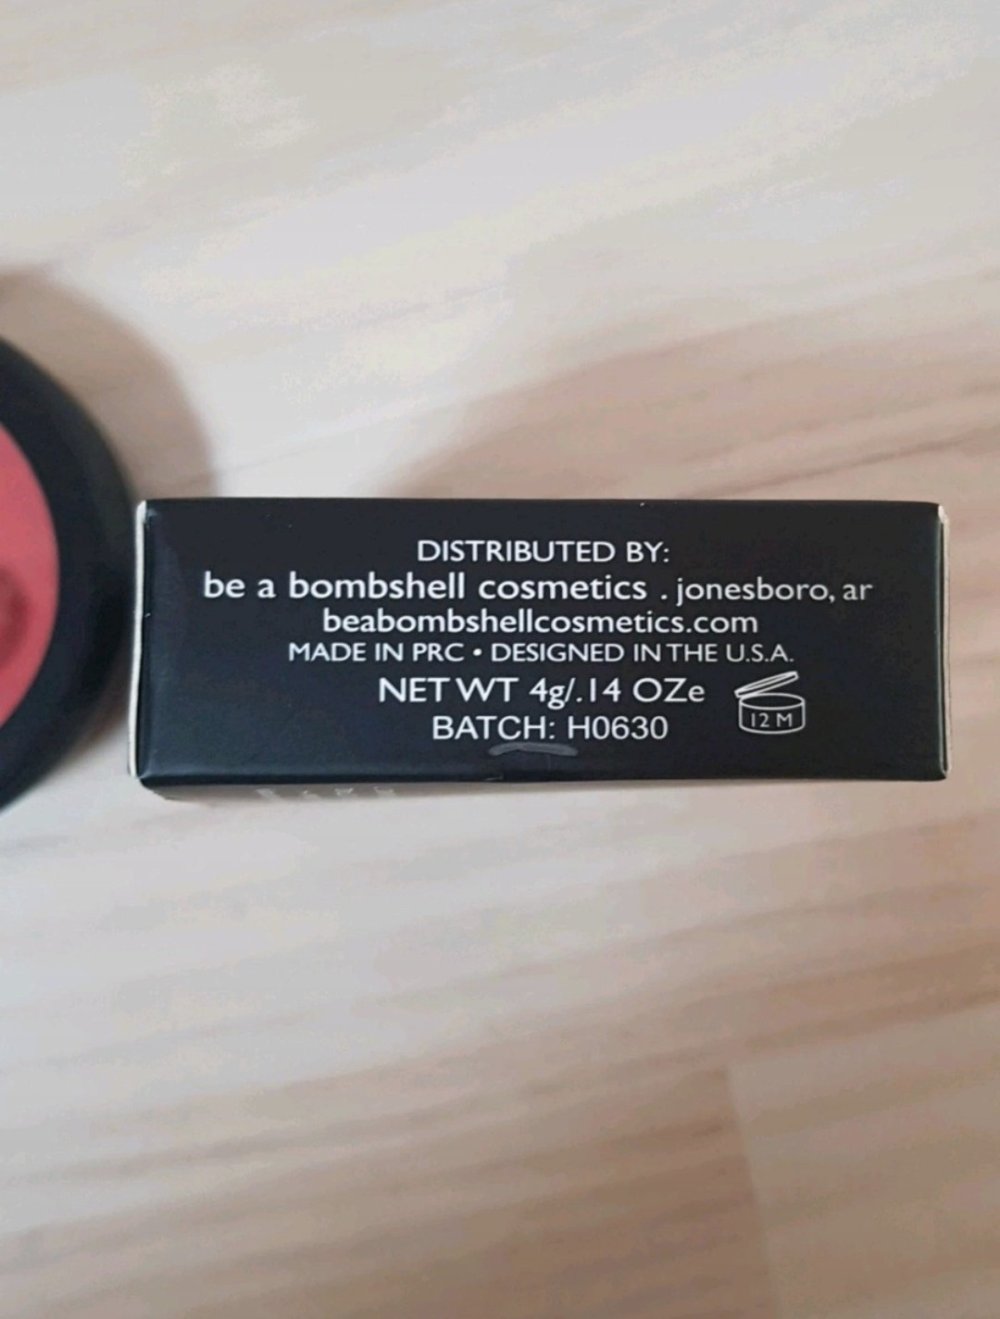 DISTRIBUTED BY:
be a bombshell cosmetics . jonesboro, ar
beabombshellcosmetics.com
MADE IN PRC • DESIGNED IN THE U.S.A.
NET WT 4g/.14 OZe
12 M
BATCH: H0630